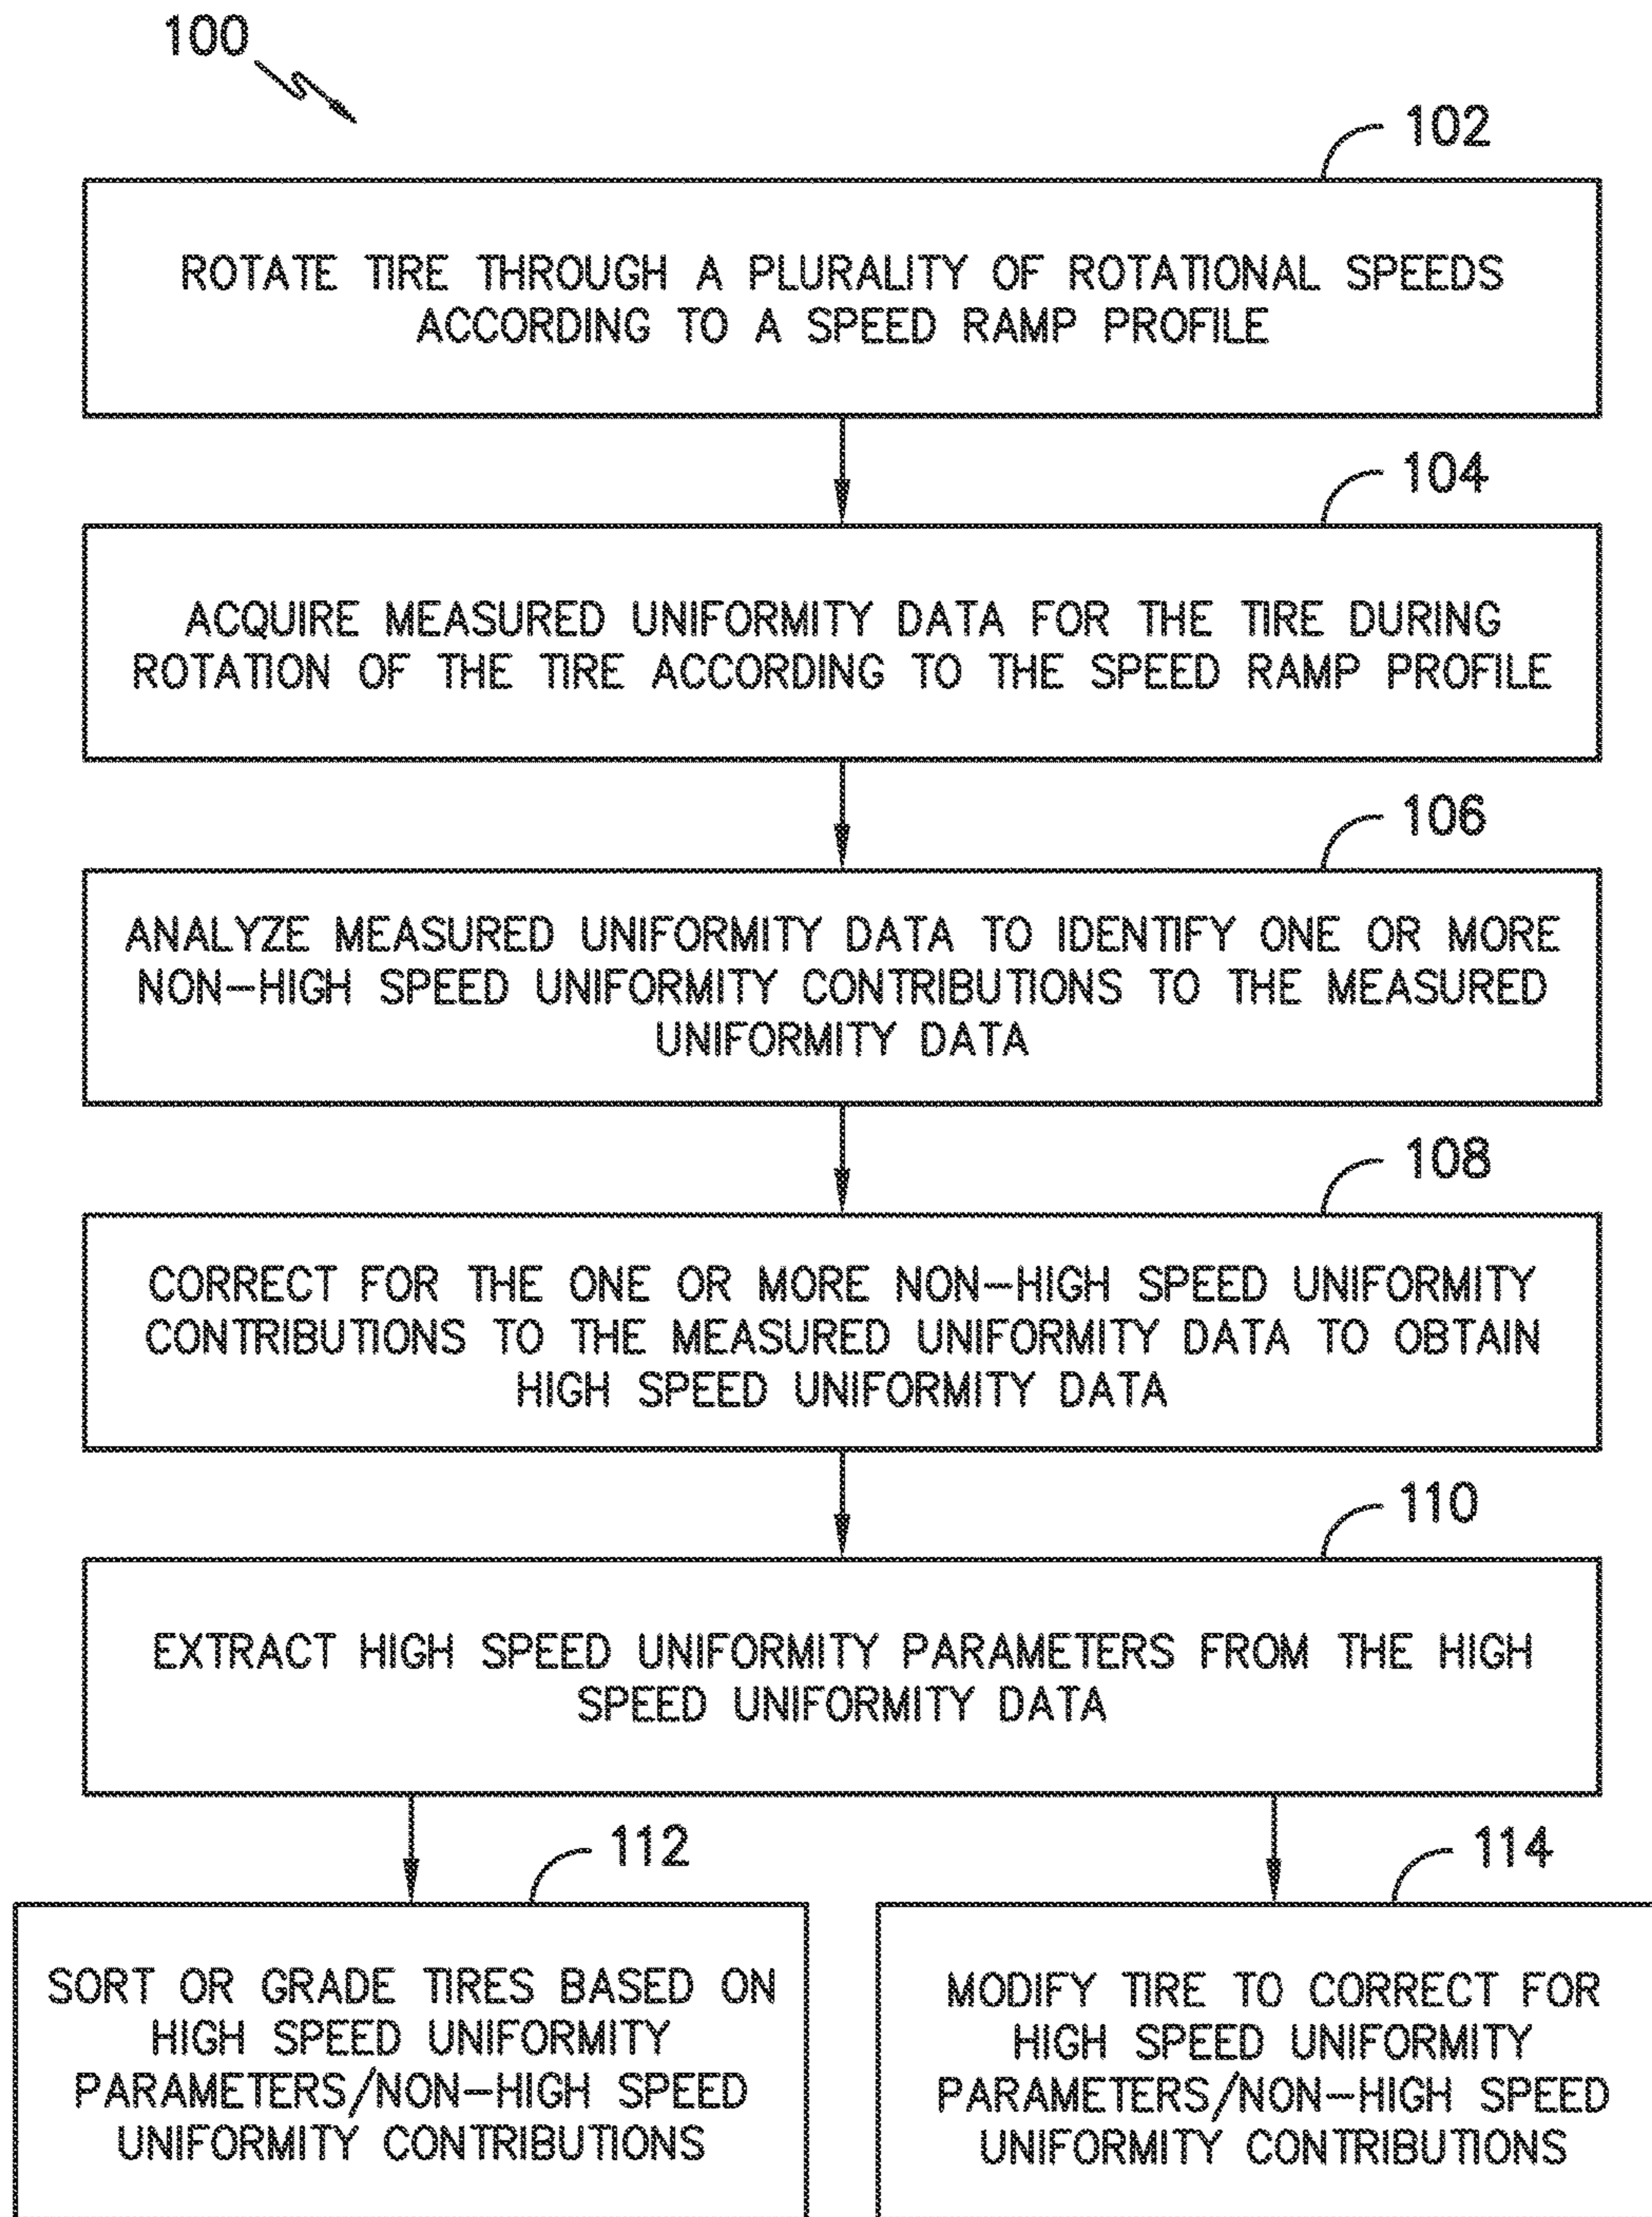 100
102
ROTATE TIRE THROUGH A PLURALITY OF ROTATIONAL SPEEDS
ACCORDING TO A SPEED RAMP PROFILE
104
ACQUIRE MEASURED UNIFORMITY DATA FOR THE TIRE DURING
ROTATION OF THE TIRE ACCORDING TO THE SPEED RAMP PROFILE
106
ANALYZE MEASURED UNIFORMITY DATA TO IDENTIFY ONE OR MORE
NON-HIGH SPEED UNIFORMITY CONTRIBUTIONS TO THE MEASURED
UNIFORMITY DATA
108
CORRECT FOR THE ONE OR MORE NON-HIGH SPEED UNIFORMITY
CONTRIBUTIONS TO THE MEASURED UNIFORMITY DATA TO OBTAIN
HIGH SPEED UNIFORMITY DATA
110
EXTRACT HIGH SPEED UNIFORMITY PARAMETERS FROM THE HIGH
SPEED UNIFORMITY DATA
112
SORT OR GRADE TIRES BASED ON
HIGH SPEED UNIFORMITY
PARAMETERS/NON-HIGH SPEED
UNIFORMITY CONTRIBUTIONS
114
MODIFY TIRE TO CORRECT FOR
HIGH SPEED UNIFORMITY
PARAMETERS/NON-HIGH SPEED
UNIFORMITY CONTRIBUTIONS